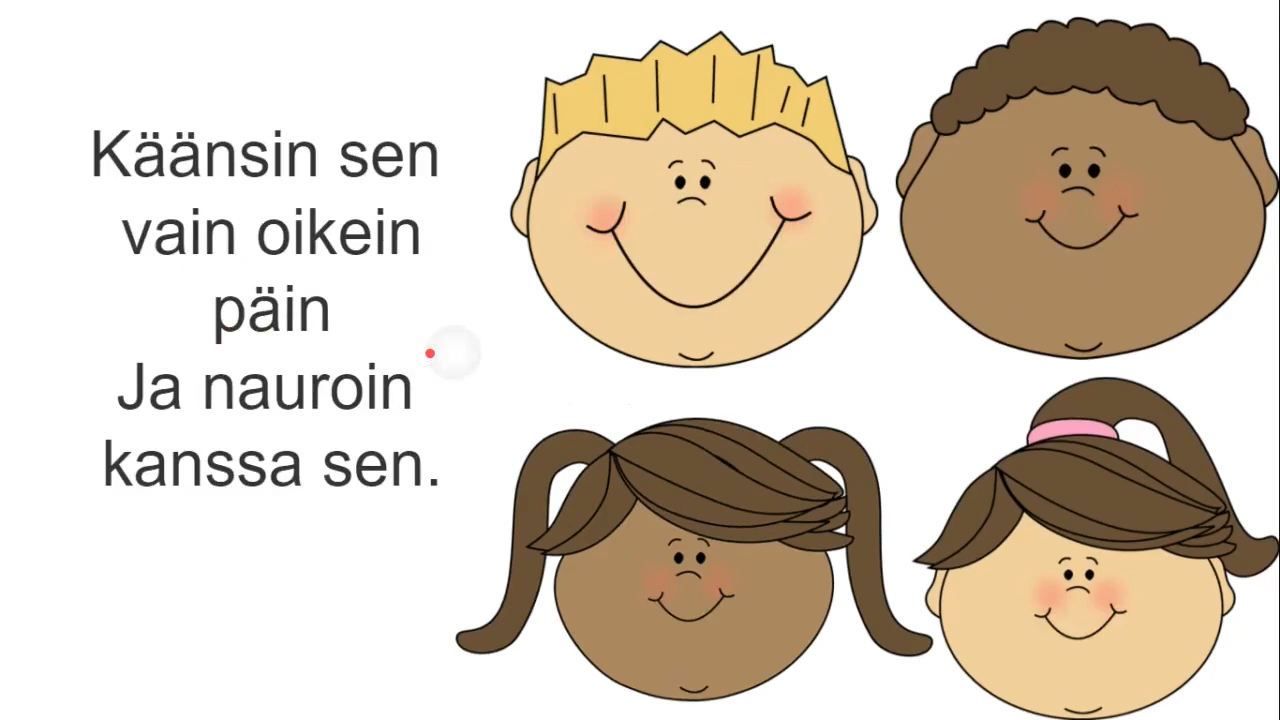 Käänsin sen
vain oikein
päin
Ja nauroin
kanssa sen.